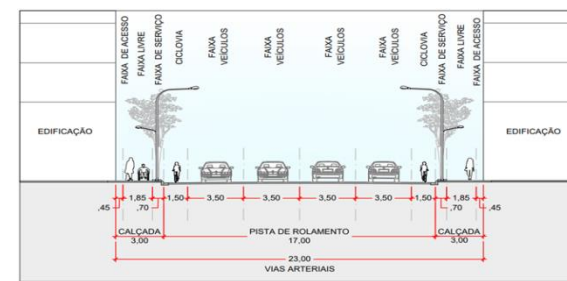 FAIXA DE ACESSO
FAIXA LIVRE
FAIXA DE SERVIÇO
CICLOVIA
FAIXA
VEÍCULOS
FAIXA
VEÍCULOS
FAIXA
VEÍCULOS
FAIXA
VEÍCULOS
CICLOVIA
FAIXA DE SERVIÇO
FAIXA LIVRE
FAIXA DE ACESSO
EDIFICAÇÃO
EDIFICAÇÃO
,45
1,85
,70
1,50
3,50
3,50
3,50
3,50
1,50
,70
1,85
,45
CALÇADA
3,00
PISTA DE ROLAMENTO
17,00
CALÇADA
3,00
23,00
VIAS ARTERIAIS